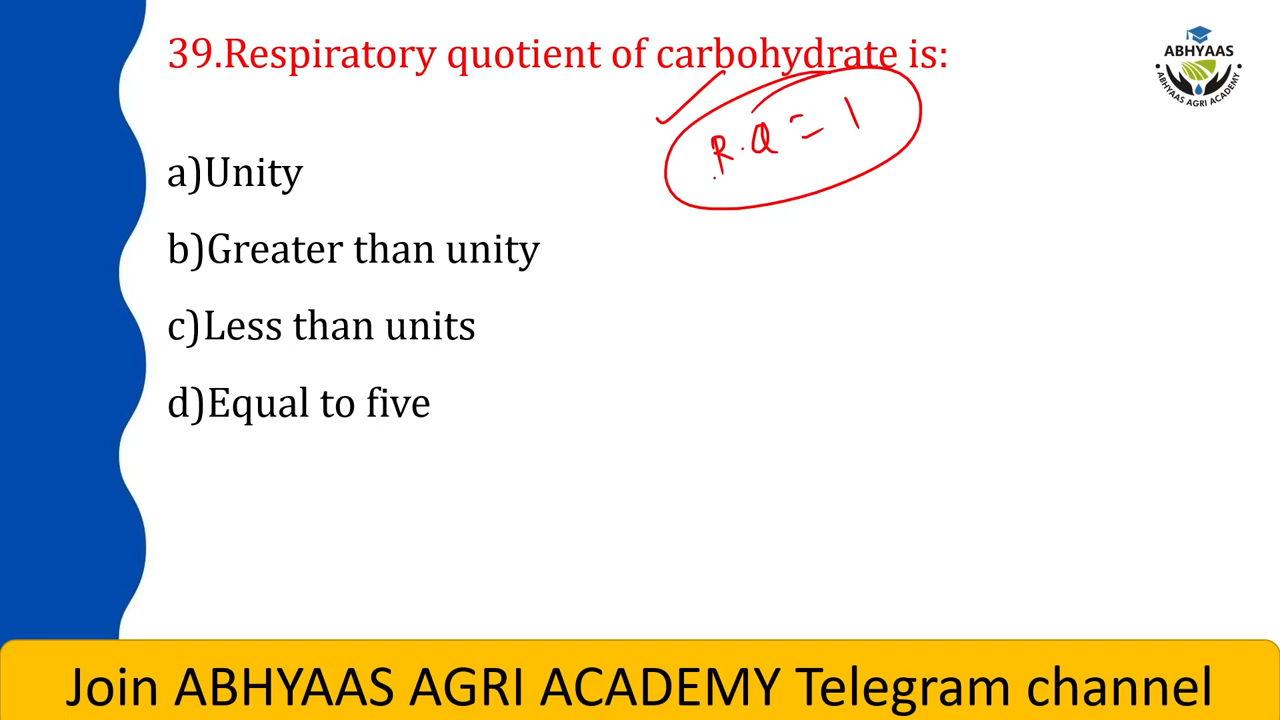 39.Respiratory quotient of carbohydrate is:
R.Q = 1
a)Unity
b)Greater than unity
c)Less than units
d)Equal to five
ABHYAAS
ABHYAAS AGRI ACADEMY
Join ABHYAAS AGRI ACADEMY Telegram channel